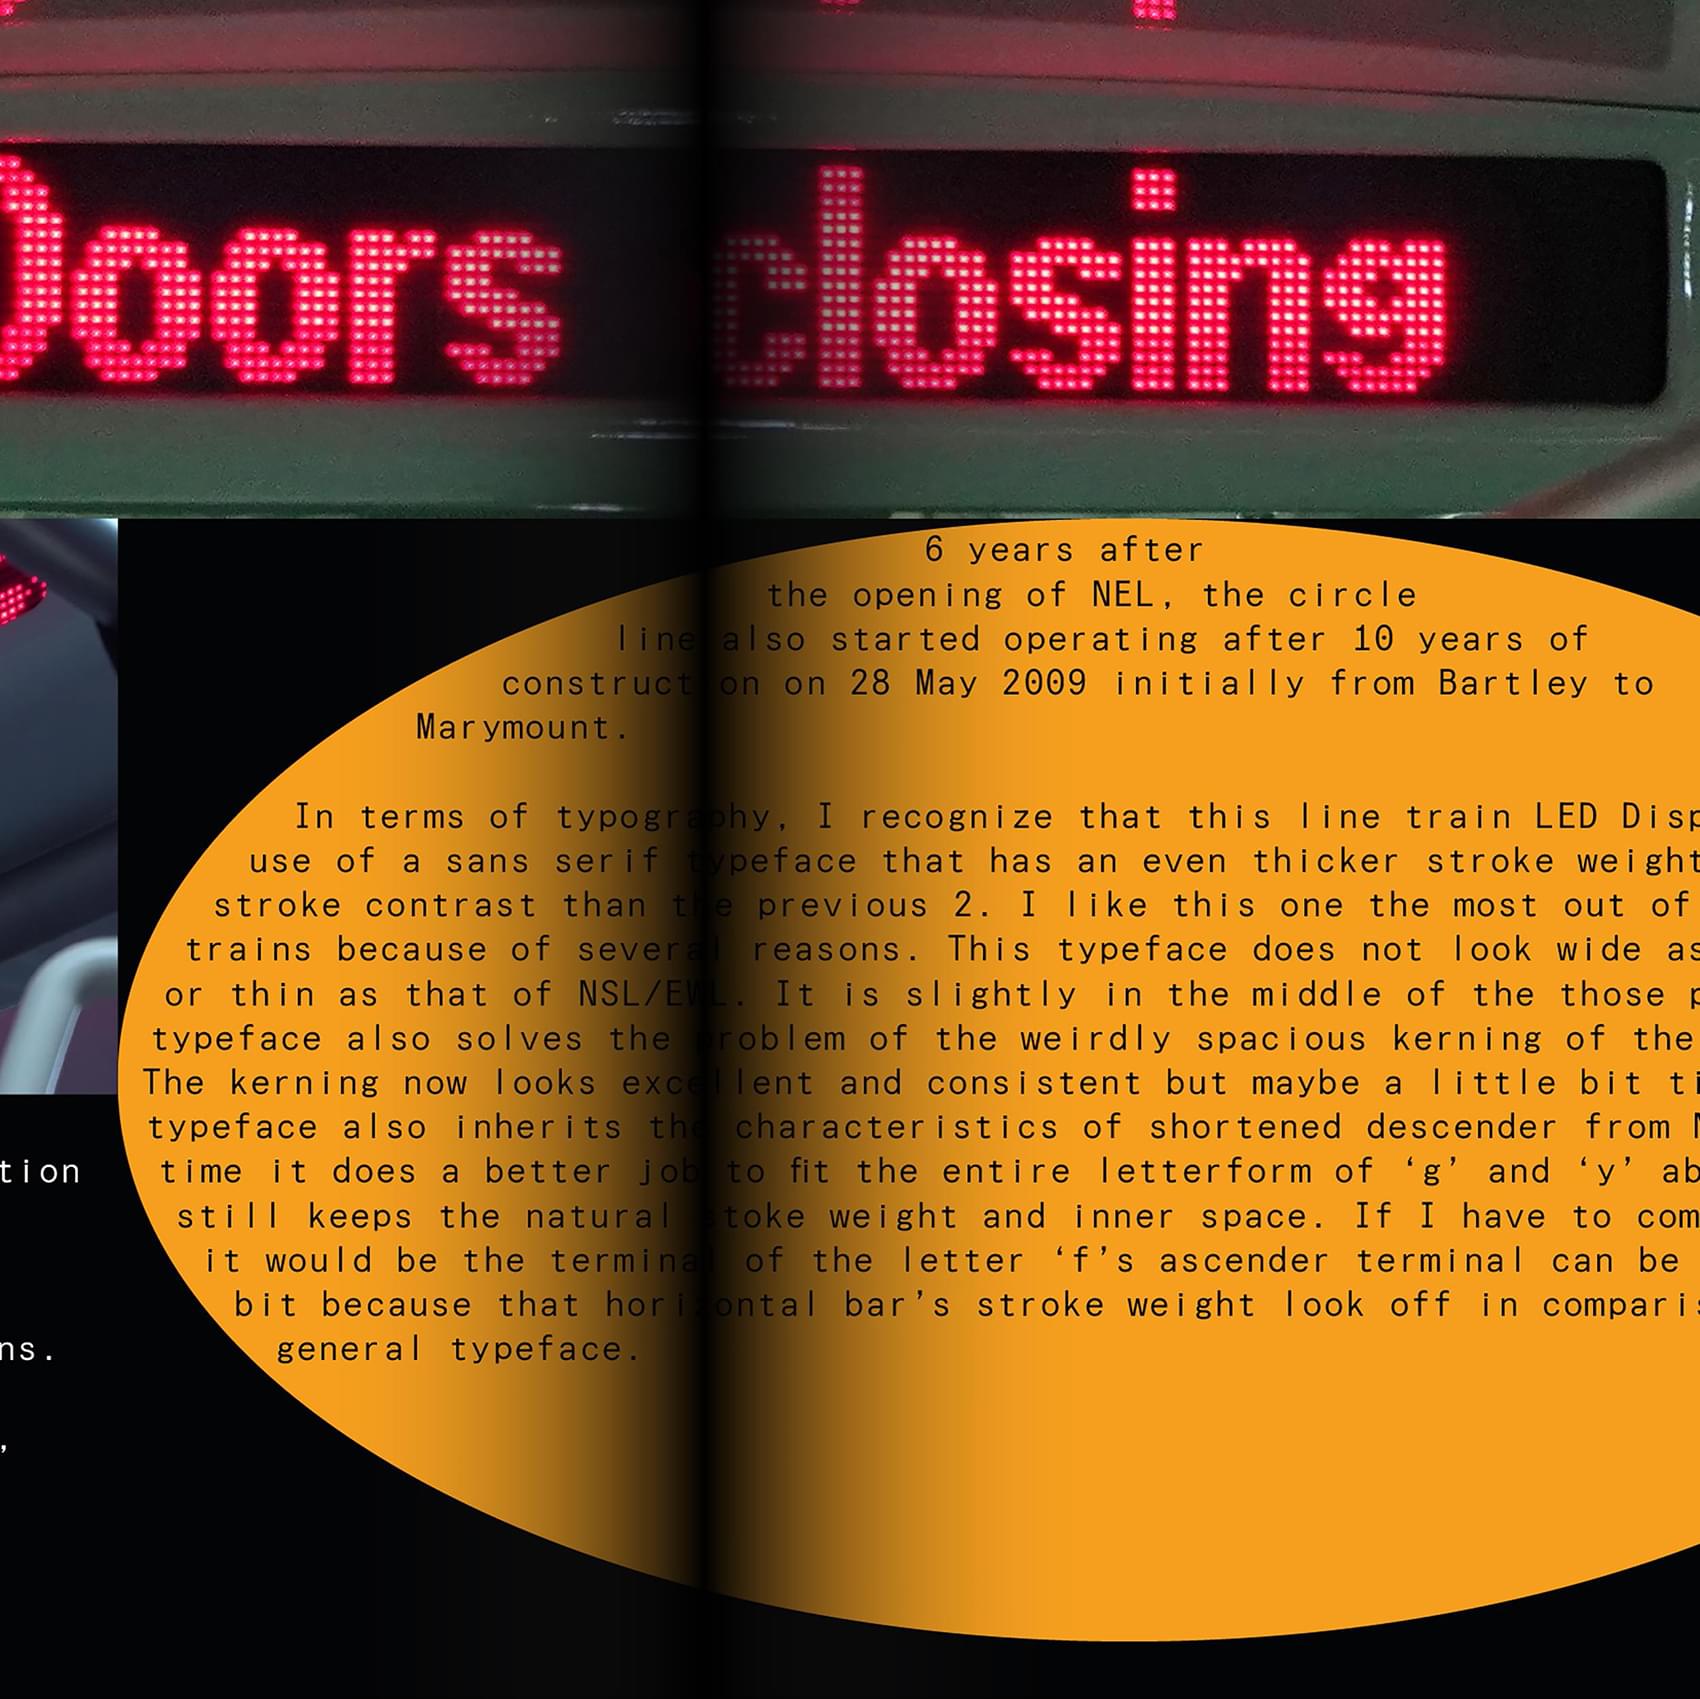 Doors closing
6 years after
the opening of NEL, the circle
line also started operating after 10 years of
construction on 28 May 2009 initially from Bartley to
Marymount.
In terms of typography, I recognize that this line train LED Disp
use of a sans serif typeface that has an even thicker stroke weight
stroke contrast than the previous 2. I like this one the most out of
trains because of several reasons. This typeface does not look wide as
or thin as that of NSL/EWL. It is slightly in the middle of the those p
typeface also solves the problem of the weirdly spacious kerning of the
The kerning now looks excellent and consistent but maybe a little bit ti
typeface also inherits the characteristics of shortened descender from N
time it does a better job to fit the entire letterform of ‘g’ and ‘y’ ab
still keeps the natural stoke weight and inner space. If I have to com
it would be the terminal of the letter ‘f’s ascender terminal can be
bit because that horizontal bar’s stroke weight look off in comparis
general typeface.
tion
ns.
,